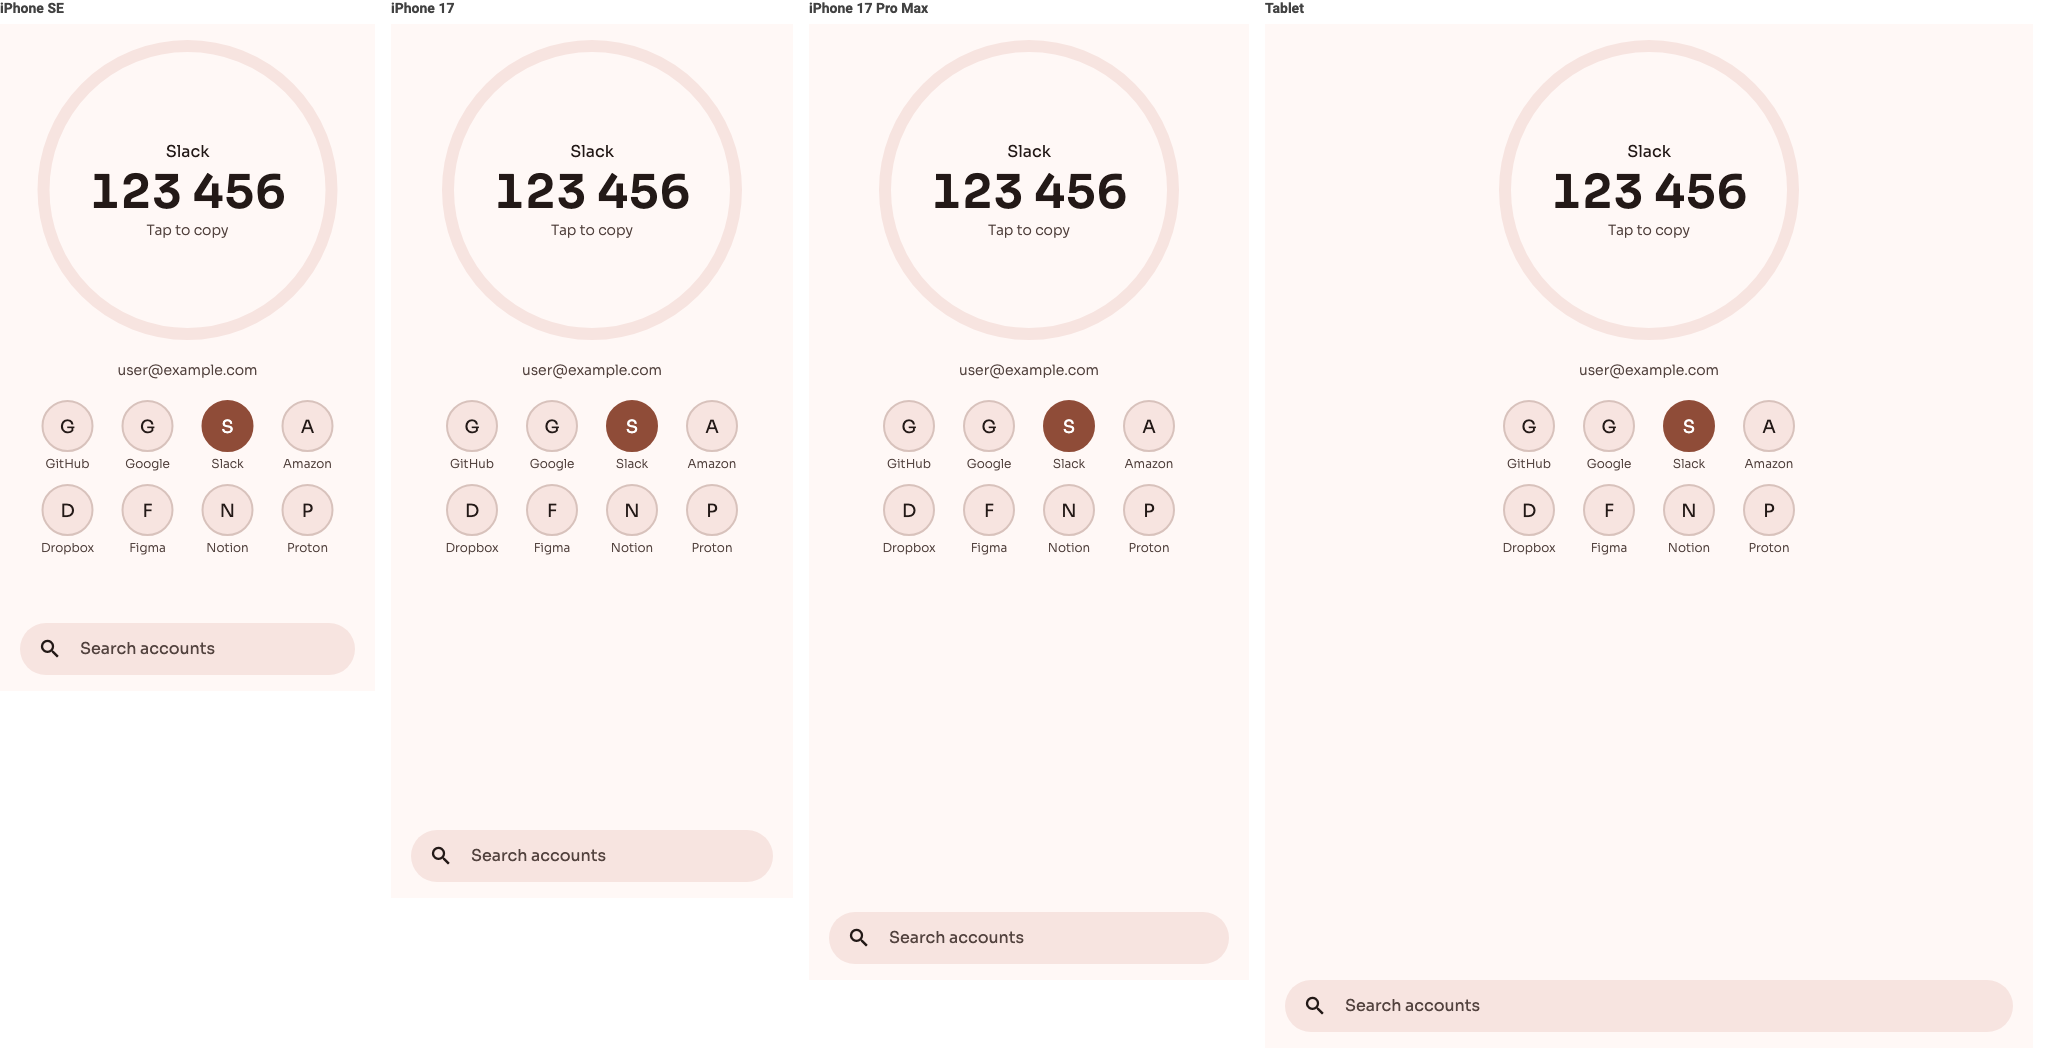 iPhone SE
Slack
123 456
Tap to copy
user@example.com
G G S A
GitHub Google Slack Amazon
D F N P
Dropbox Figma Notion Proton
Search accounts
iPhone 17
Slack
123 456
Tap to copy
user@example.com
G G S A
GitHub Google Slack Amazon
D F N P
Dropbox Figma Notion Proton
Search accounts
iPhone 17 Pro Max
Slack
123 456
Tap to copy
user@example.com
G G S A
GitHub Google Slack Amazon
D F N P
Dropbox Figma Notion Proton
Search accounts
Tablet
Slack
123 456
Tap to copy
user@example.com
G G S A
GitHub Google Slack Amazon
D F N P
Dropbox Figma Notion Proton
Search accounts